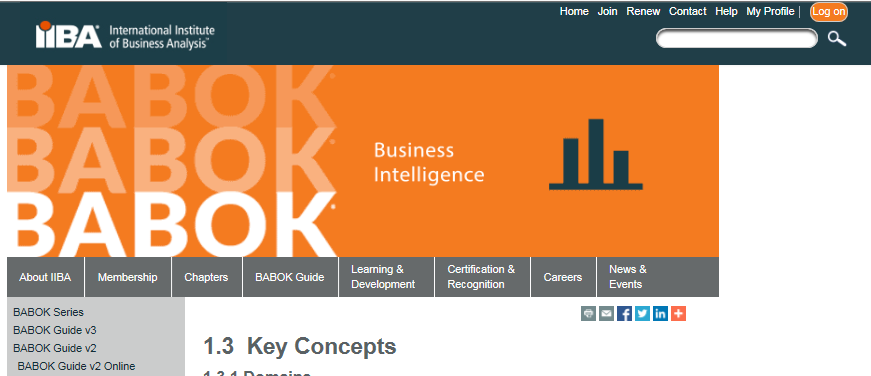 Home Join Renew Contact Help My Profile | Log on
IIBA® International Institute
of Business Analysis™
BABOK®
BABOK®
BABOK®
Business
Intelligence
About IIBA
Membership
Chapters
BABOK Guide
Learning &
Development
Certification &
Recognition
Careers
News &
Events
BABOK Series
BABOK Guide v3
BABOK Guide v2
BABOK Guide v2 Online
1.3 Key Concepts
1.3.1 Domains